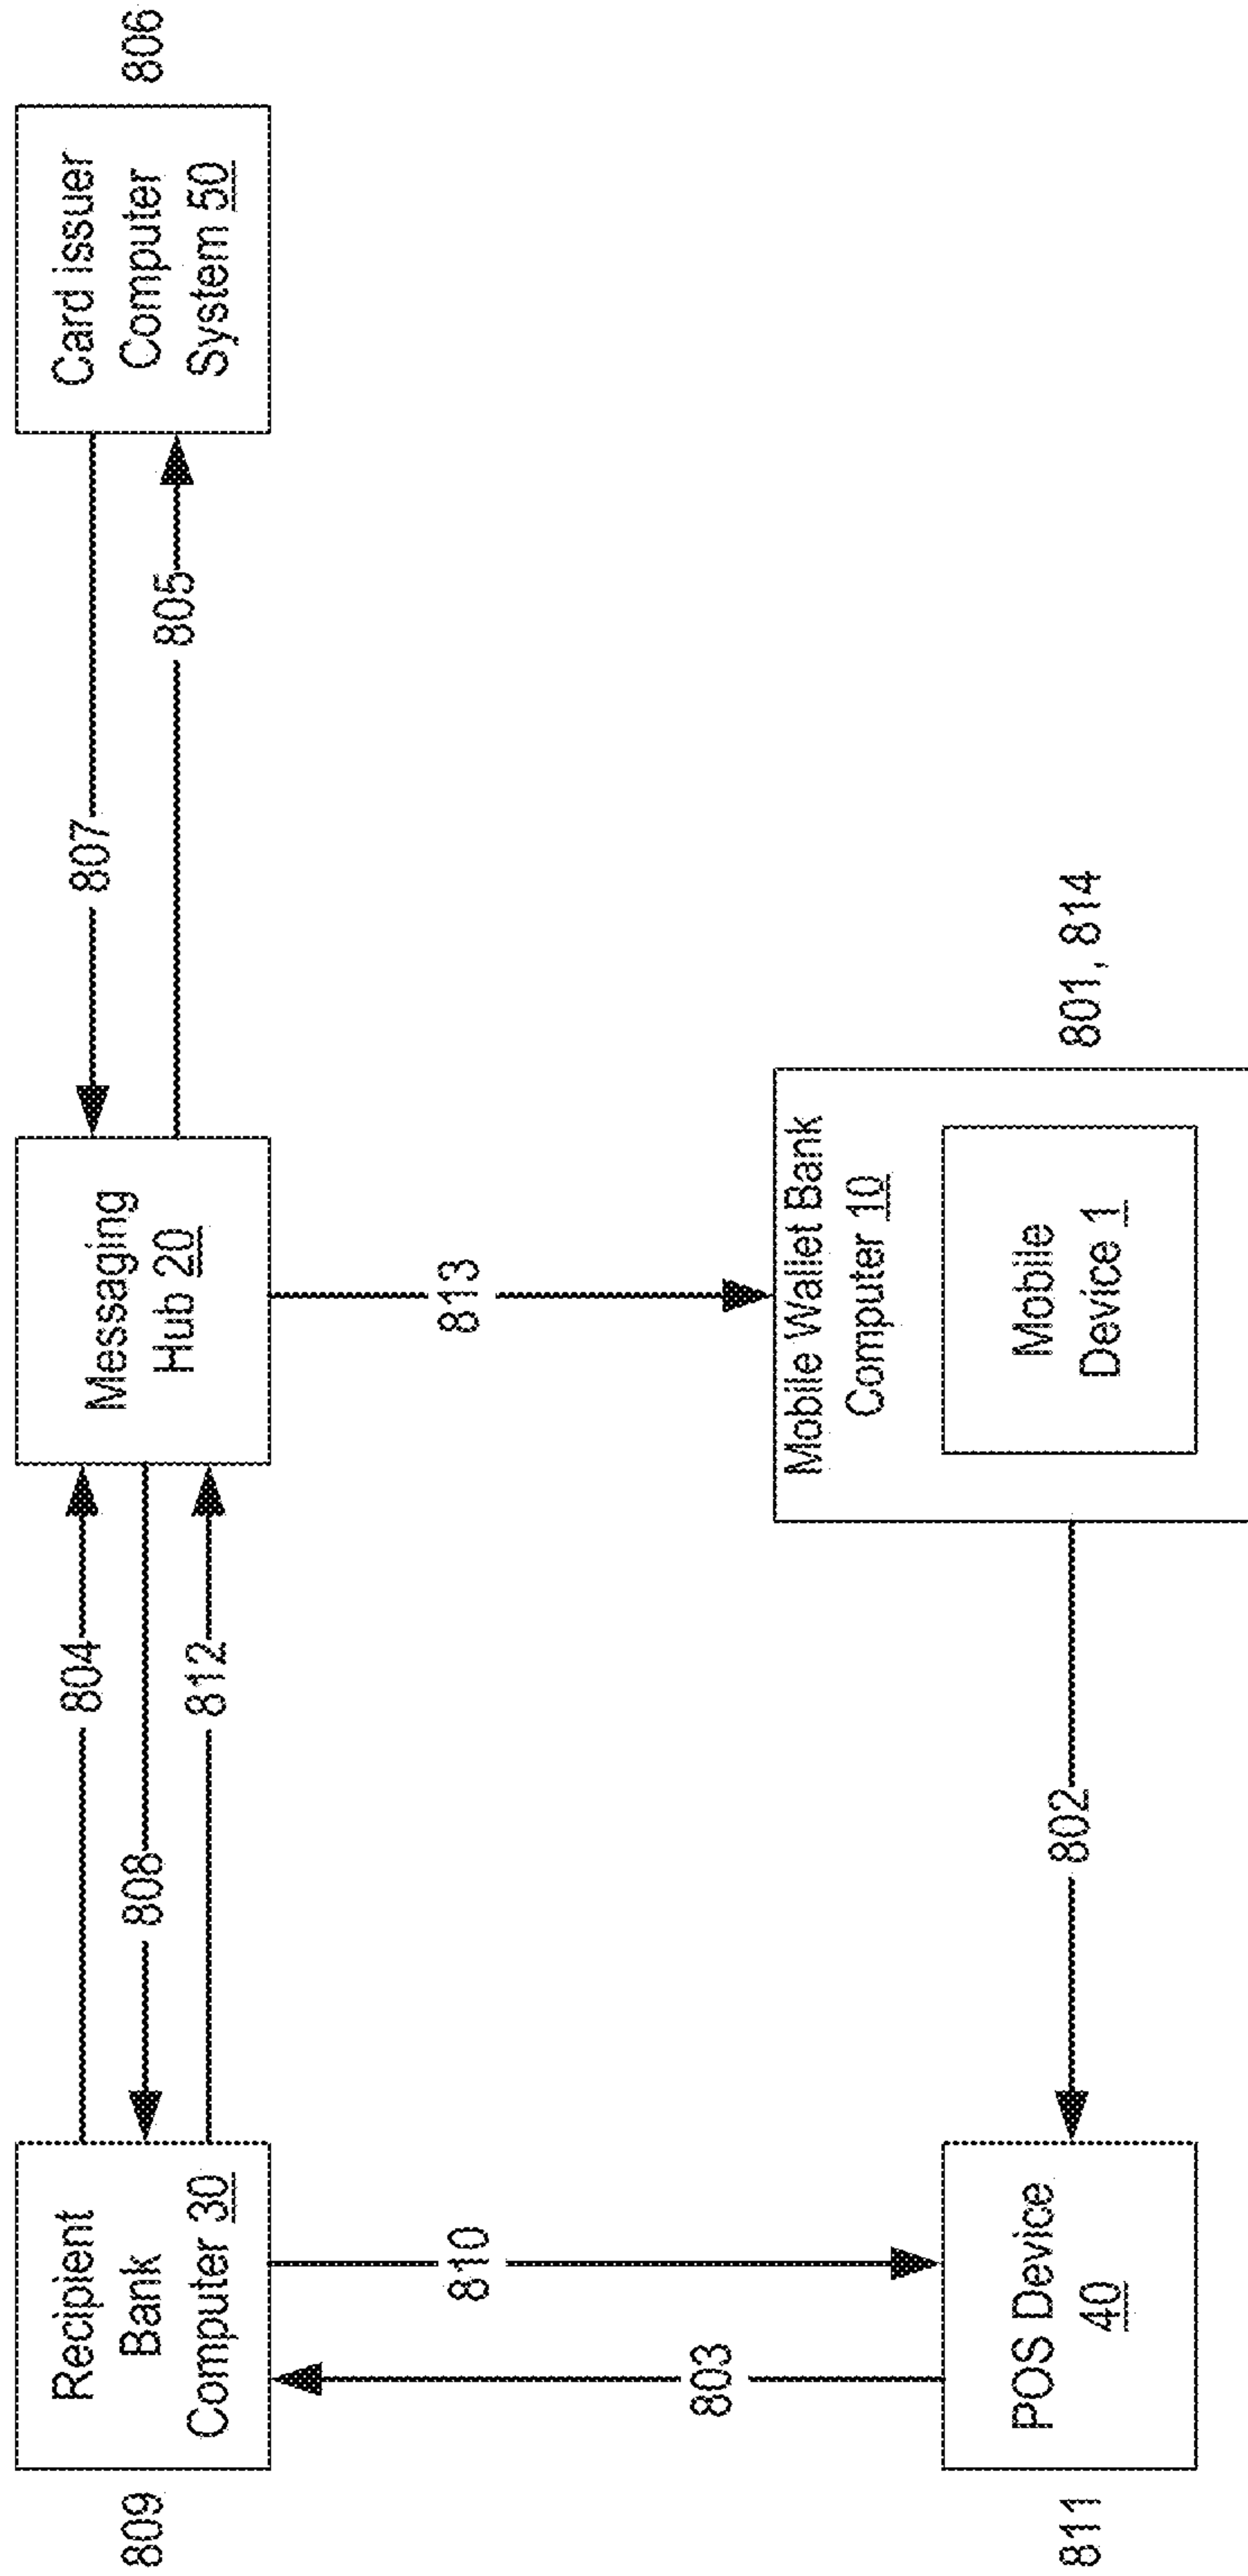 809
Recipient
Bank
Computer 30
804
808
812
Messaging
Hub 20
807
805
Card issuer
Computer
System 50
806
803
810
813
811
POS Device
40
802
Mobile Wallet Bank
Computer 10
Mobile
Device 1
801, 814